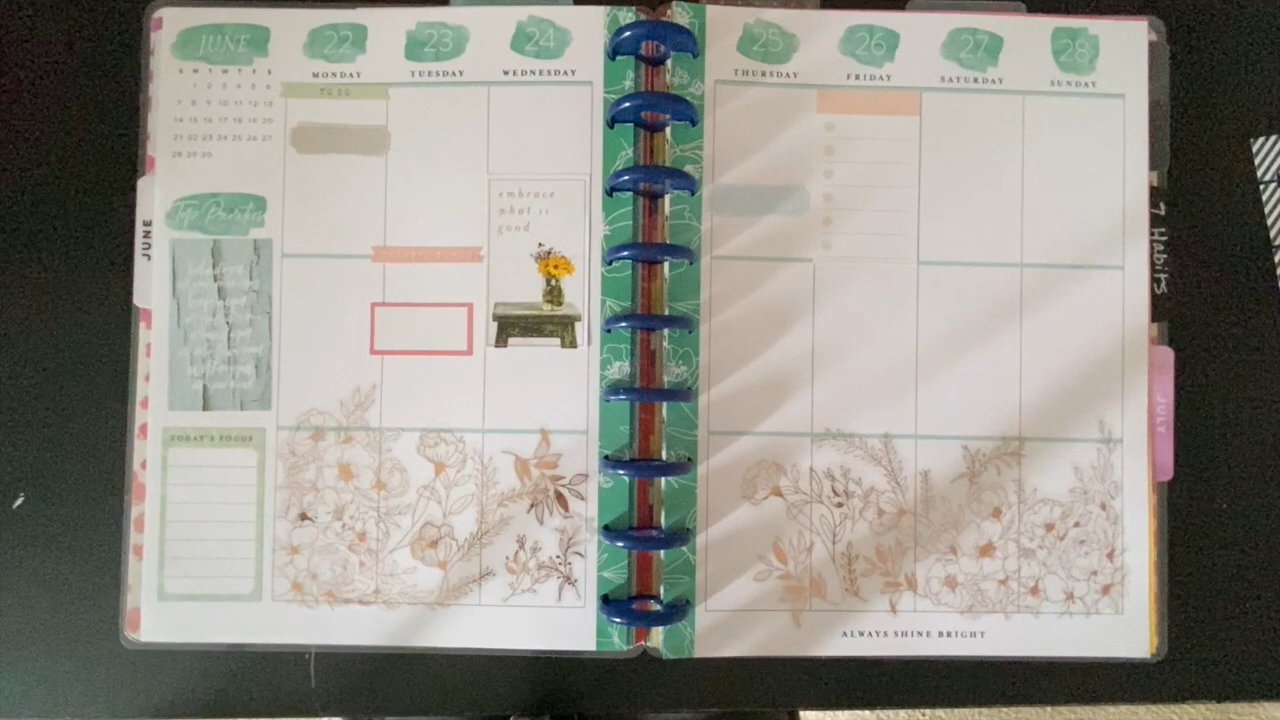 JUNE
S M T W T F S
1 2 3 4 5 6
7 8 9 10 11 12 13
14 15 16 17 18 19 20
21 22 23 24 25 26 27
28 29 30
Top Priorities
TODAY'S FOCUS
JUNE
22
MONDAY
TO DO
23
TUESDAY
24
WEDNESDAY
embrace
what is
good
25
THURSDAY
26
FRIDAY
27
SATURDAY
28
SUNDAY
ALWAYS SHINE BRIGHT
7 Habits
JULY